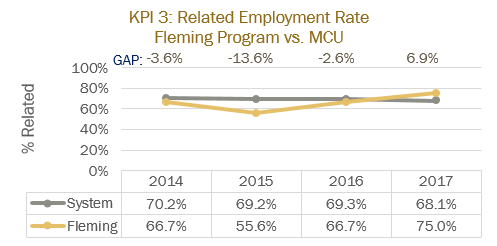 KPI 3: Related Employment Rate
Fleming Program vs. MCU
GAP: -3.6% -13.6% -2.6% 6.9%
100%
80%
60%
40%
20%
0%
% Related
2014 2015 2016 2017
System 70.2% 69.2% 69.3% 68.1%
Fleming 66.7% 55.6% 66.7% 75.0%